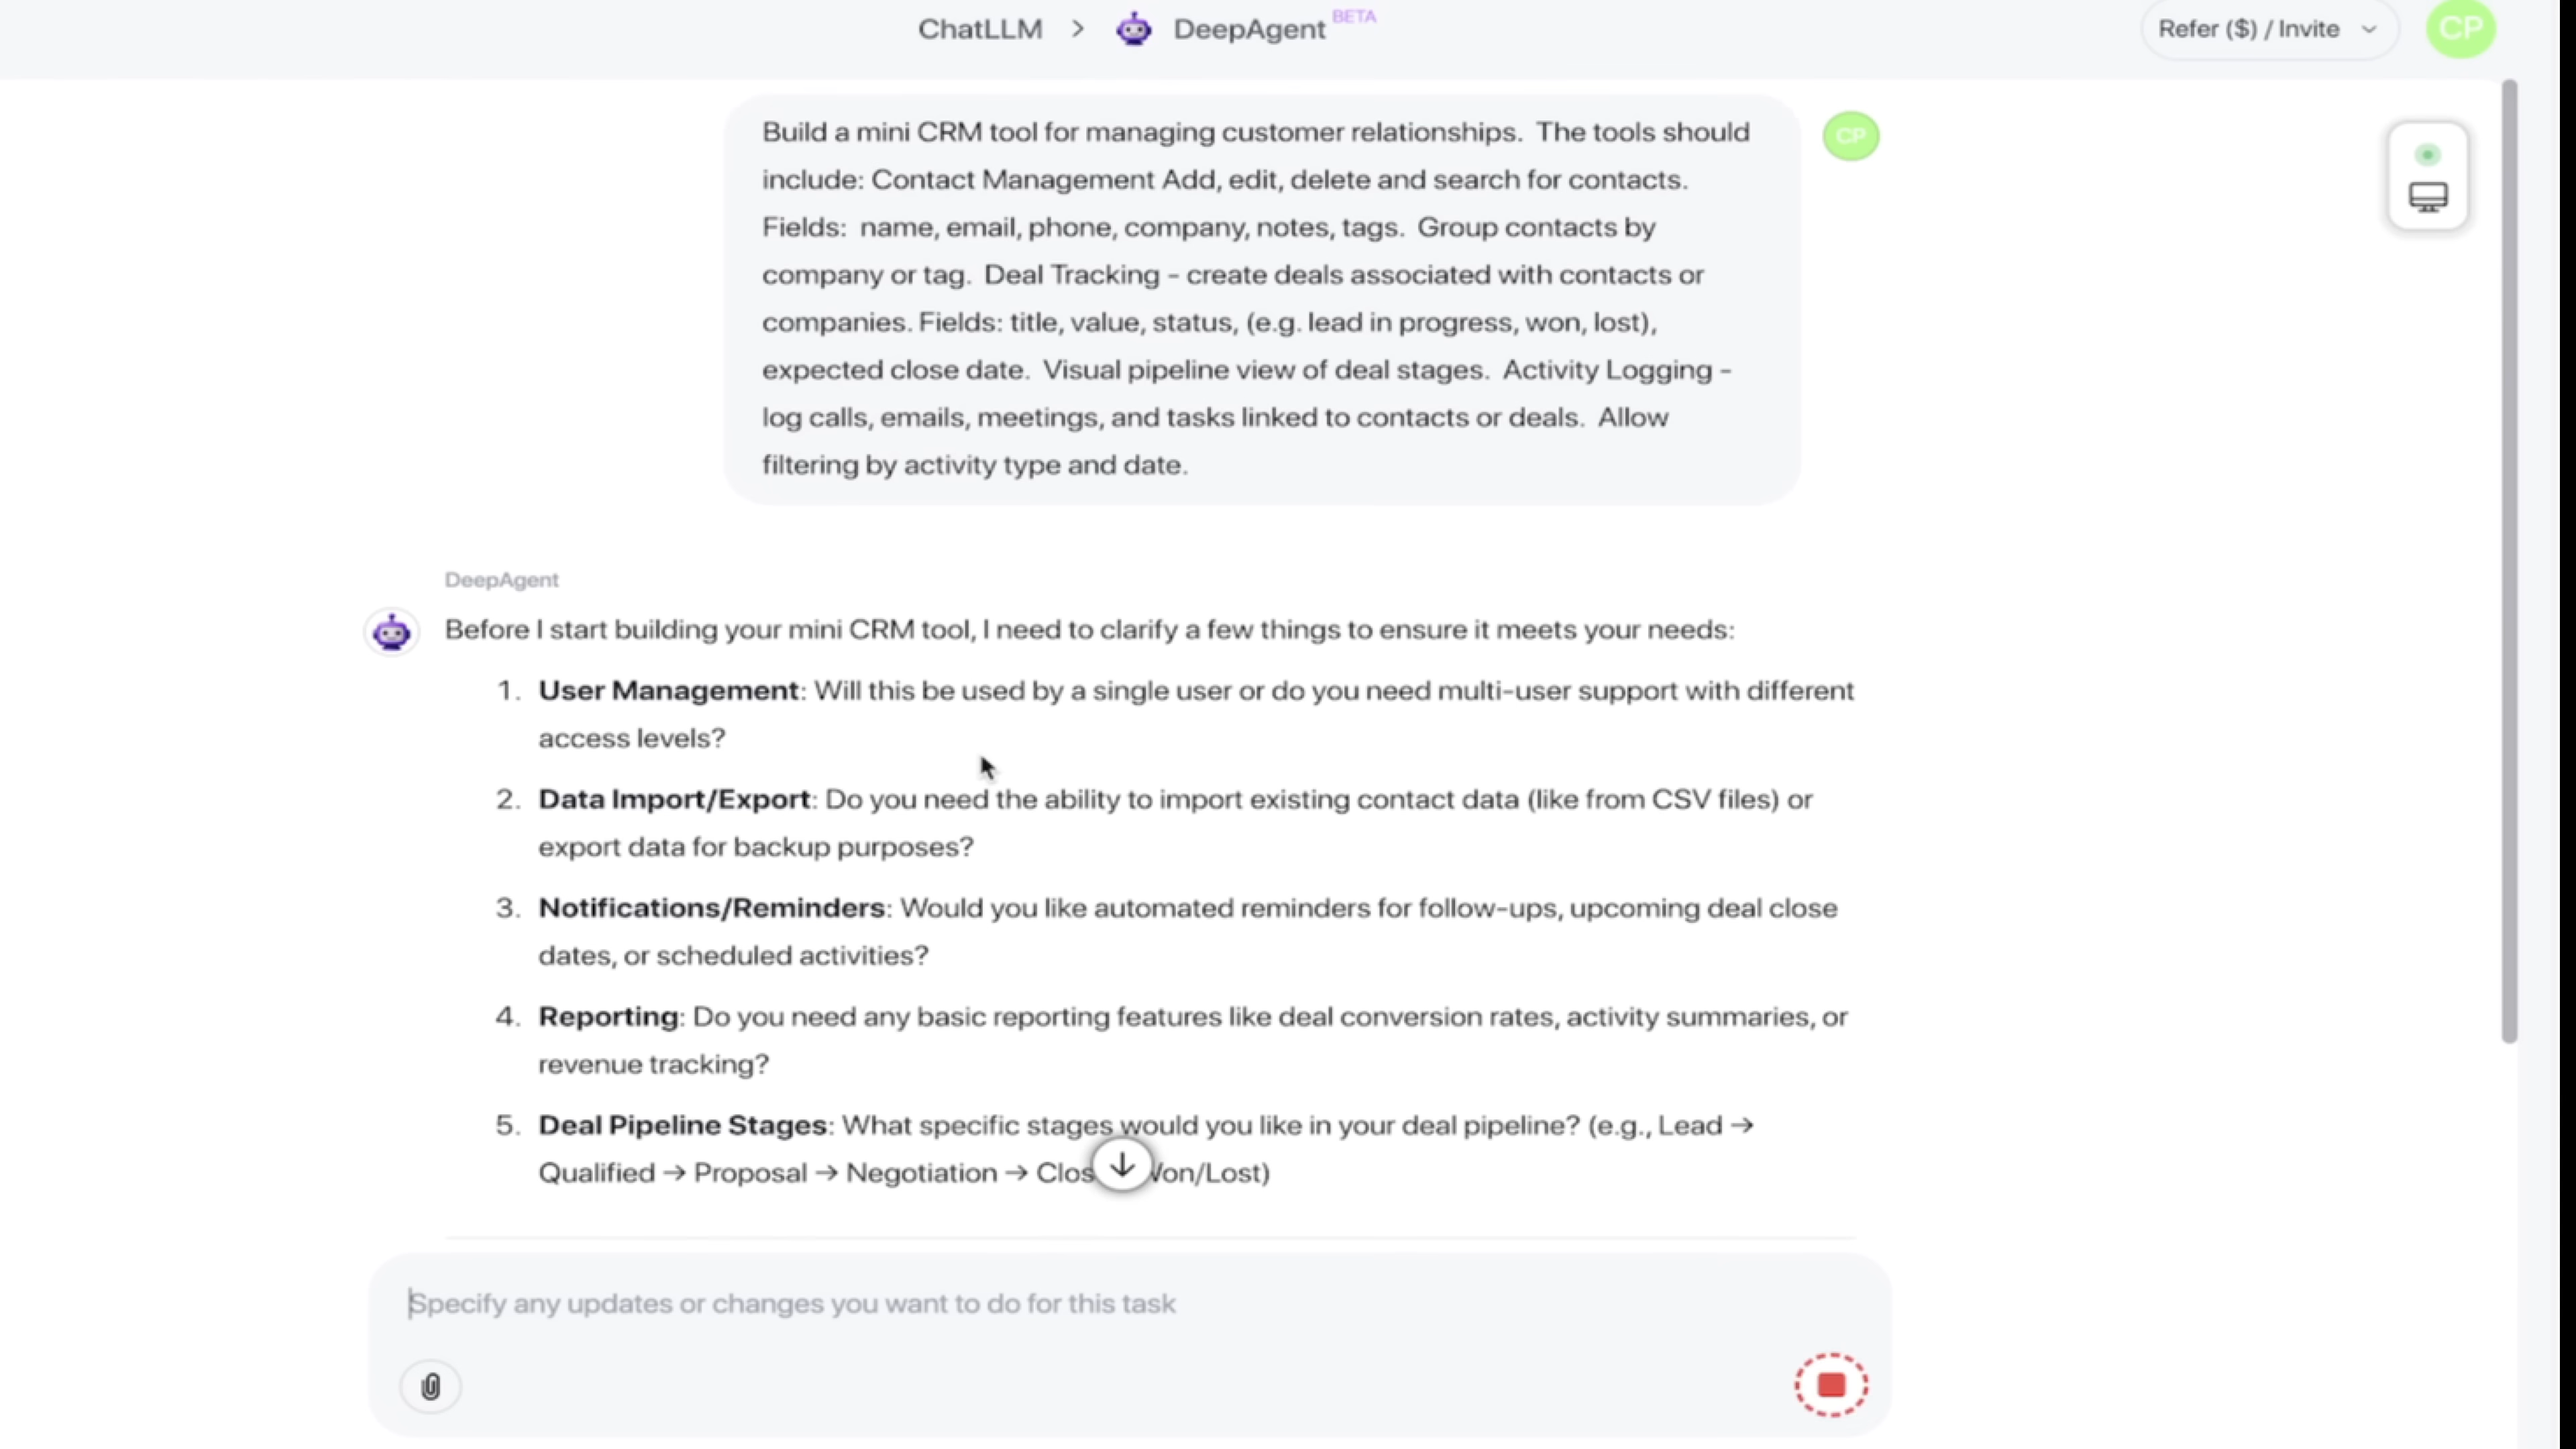 ChatLLM > DeepAgent BETA
Refer ($) / Invite
CP
Build a mini CRM tool for managing customer relationships. The tools should
include: Contact Management Add, edit, delete and search for contacts.
Fields: name, email, phone, company, notes, tags. Group contacts by
company or tag. Deal Tracking - create deals associated with contacts or
companies. Fields: title, value, status, (e.g. lead in progress, won, lost),
expected close date. Visual pipeline view of deal stages. Activity Logging -
log calls, emails, meetings, and tasks linked to contacts or deals. Allow
filtering by activity type and date.
CP
DeepAgent
Before I start building your mini CRM tool, I need to clarify a few things to ensure it meets your needs:
1. User Management: Will this be used by a single user or do you need multi-user support with different
access levels?
2. Data Import/Export: Do you need the ability to import existing contact data (like from CSV files) or
export data for backup purposes?
3. Notifications/Reminders: Would you like automated reminders for follow-ups, upcoming deal close
dates, or scheduled activities?
4. Reporting: Do you need any basic reporting features like deal conversion rates, activity summaries, or
revenue tracking?
5. Deal Pipeline Stages: What specific stages would you like in your deal pipeline? (e.g., Lead →
Qualified → Proposal → Negotiation → Clos /on/Lost)
Specify any updates or changes you want to do for this task